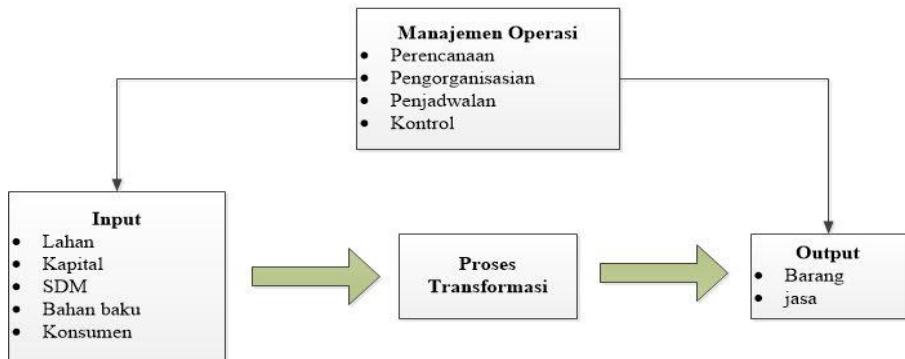 Manajemen Operasi
• Perencanaan
• Pengorganisasian
• Penjadwalan
• Kontrol
Input
• Lahan
• Kapital
• SDM
• Bahan baku
• Konsumen
Proses
Transformasi
Output
• Barang
• jasa